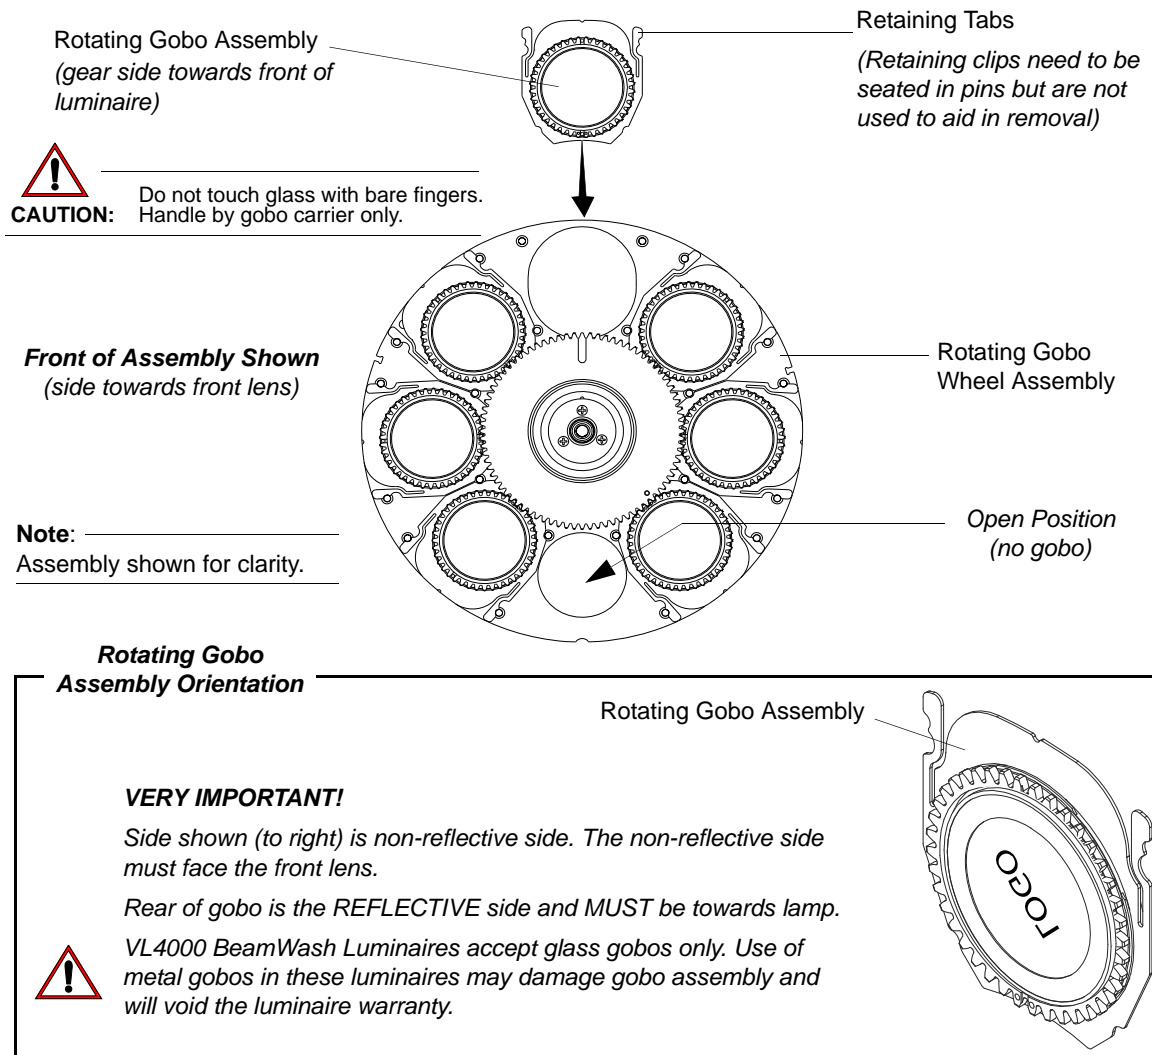 Rotating Gobo Assembly
(gear side towards front of
luminaire)
Retaining Tabs
(Retaining clips need to be
seated in pins but are not
used to aid in removal)
CAUTION:
Do not touch glass with bare fingers.
Handle by gobo carrier only.
Front of Assembly Shown
(side towards front lens)
Rotating Gobo
Wheel Assembly
Note:
Assembly shown for clarity.
Open Position
(no gobo)
Rotating Gobo
Assembly Orientation
Rotating Gobo Assembly
VERY IMPORTANT!
Side shown (to right) is non-reflective side. The non-reflective side
must face the front lens.
Rear of gobo is the REFLECTIVE side and MUST be towards lamp.
VL4000 BeamWash Luminaires accept glass gobos only. Use of
metal gobos in these luminaires may damage gobo assembly and
will void the luminaire warranty.
LOGO